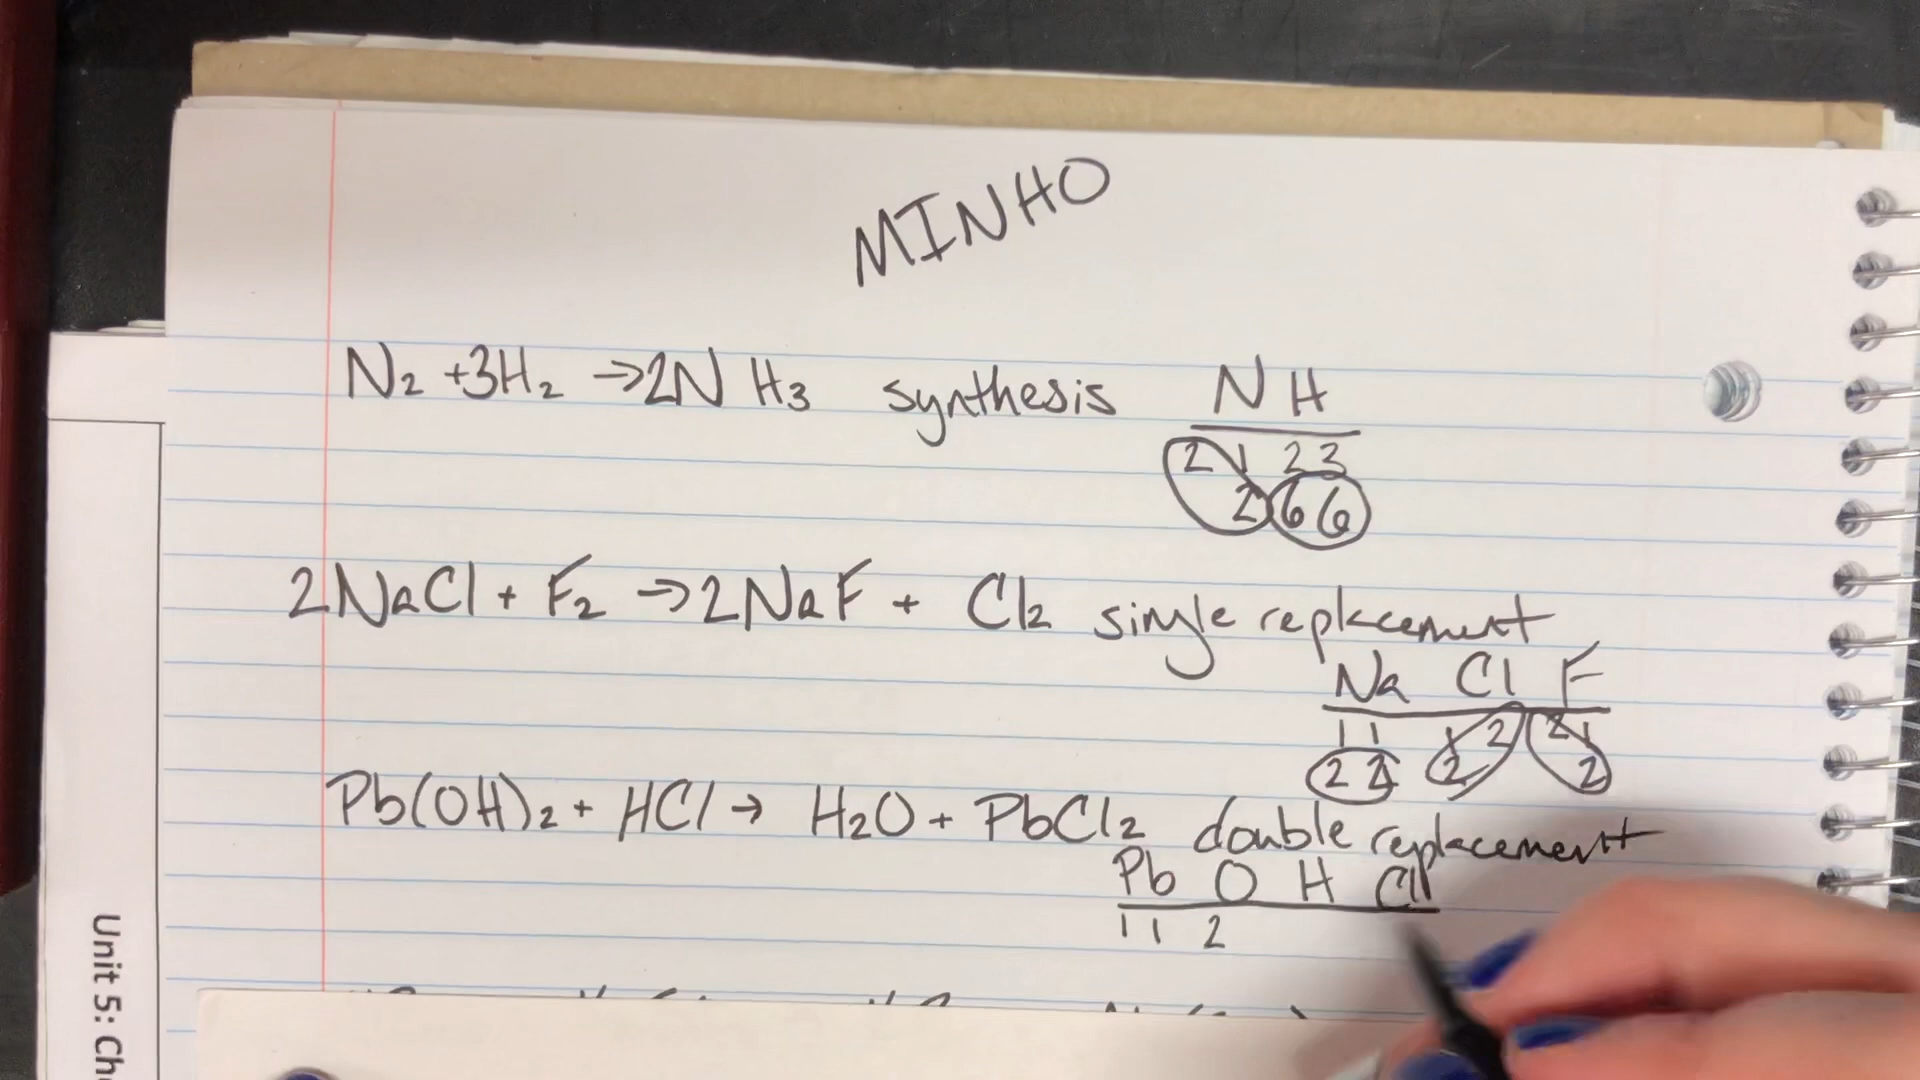 MINHO
N2 +3H2 →2NH3 synthesis
N H
2 1 2 3
2 6 6
2NaCl + F2 →2NaF + Cl2 single replacement
Na Cl F
1 1 1 2 2 1
2 2 2 2
Pb(OH)2 + HCl → H2O + PbCl2 double replacement
Pb O H Cl
1 1 2
Unit 5: Che